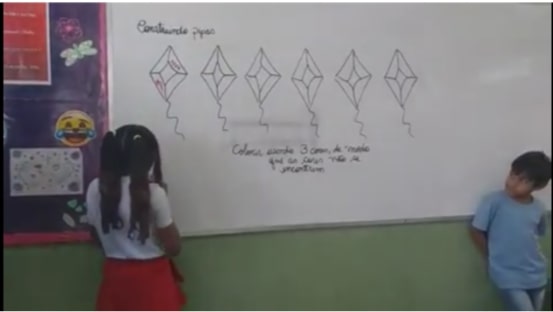 Construindo pipas
Colorir usando 3 cores, de modo
que as cores não se
encontrem